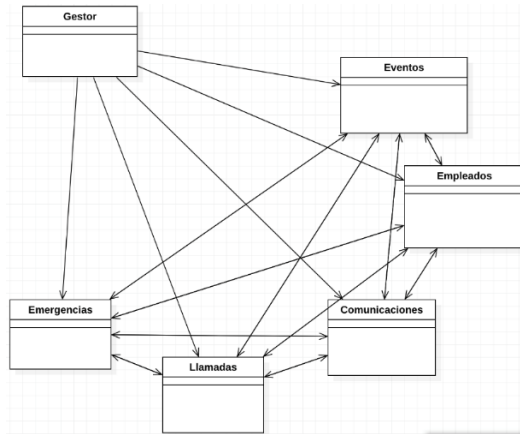 Gestor
Eventos
Empleados
Emergencias
Comunicaciones
Llamadas